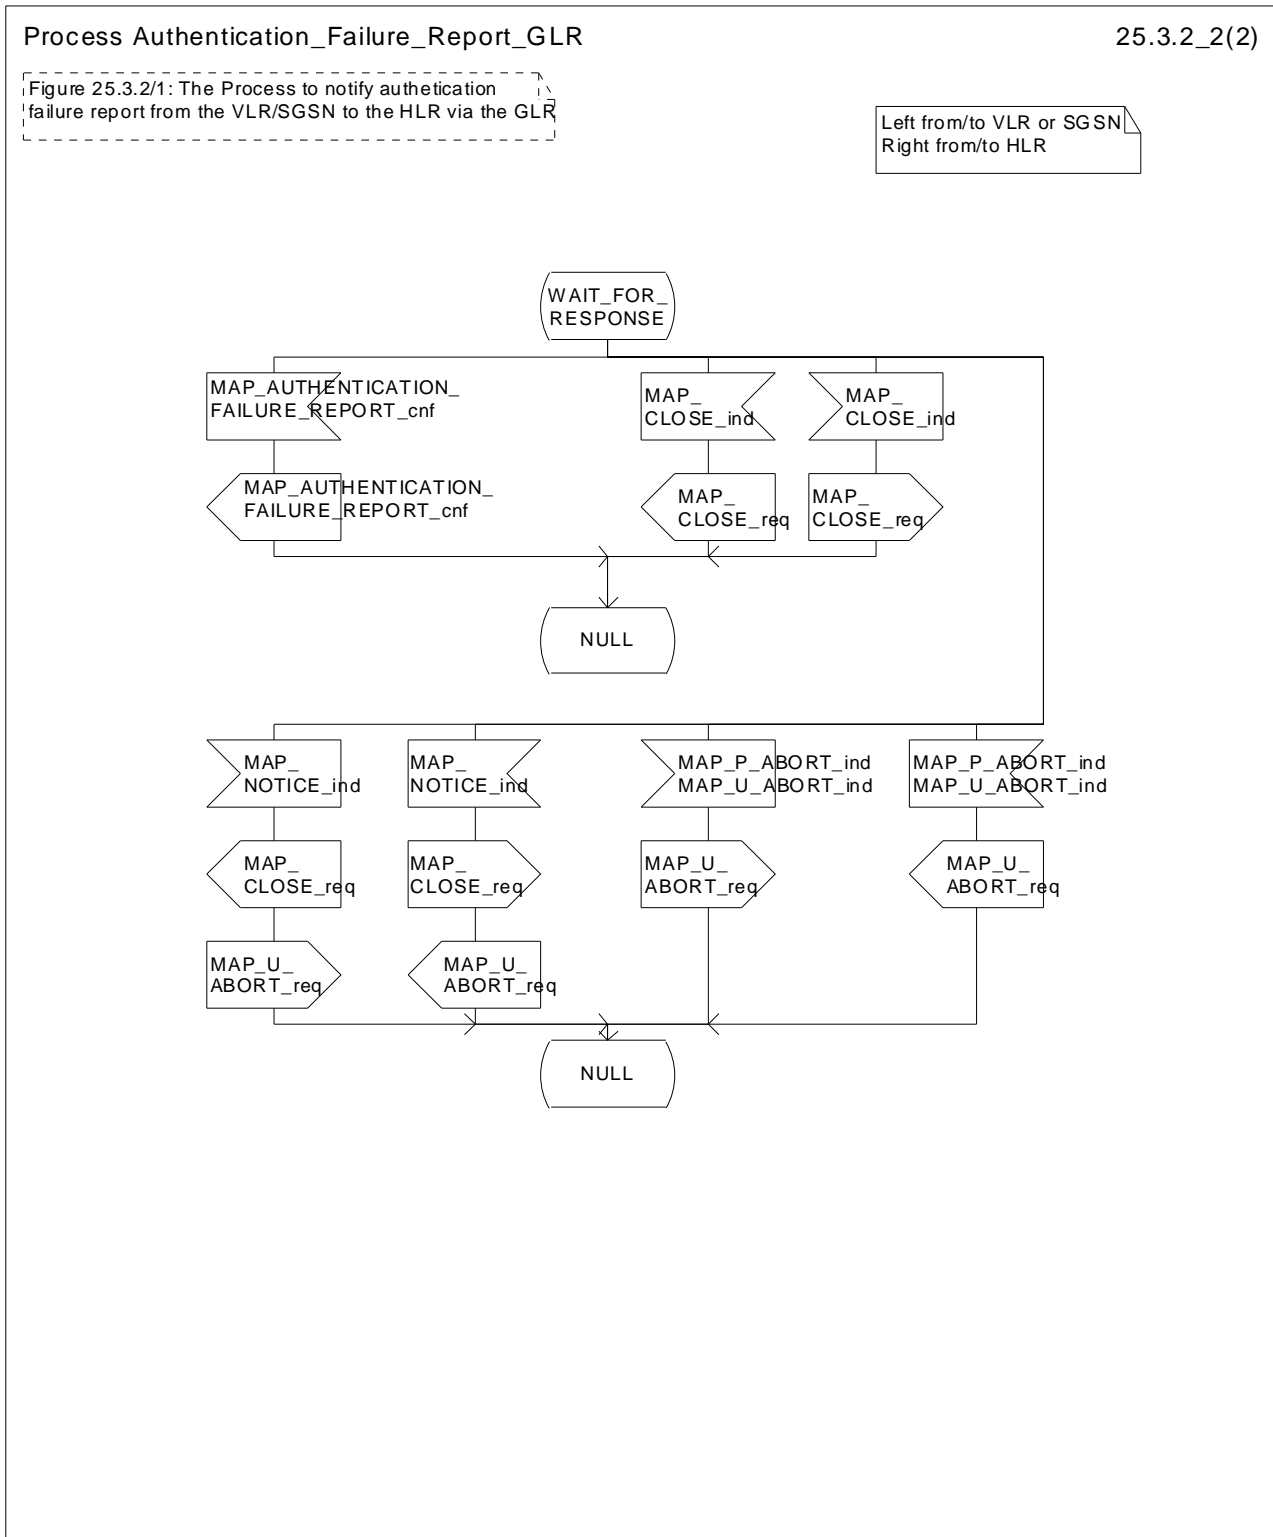 Process Authentication_Failure_Report_GLR
25.3.2_2(2)
Figure 25.3.2/1: The Process to notify authetication
failure report from the VLR/SGSN to the HLR via the GLR
Left from/to VLR or SGSN
Right from/to HLR
WAIT_FOR_
RESPONSE
MAP_AUTHENTICATION_
FAILURE_REPORT_cnf
MAP_
CLOSE_ind
MAP_
CLOSE_ind
MAP_AUTHENTICATION_
FAILURE_REPORT_cnf
MAP_
CLOSE_req
MAP_
CLOSE_req
NULL
MAP_
NOTICE_ind
MAP_
NOTICE_ind
MAP_P_ABORT_ind
MAP_U_ABORT_ind
MAP_P_ABORT_ind
MAP_U_ABORT_ind
MAP_
CLOSE_req
MAP_
CLOSE_req
MAP_U_
ABORT_req
MAP_U_
ABORT_req
MAP_U_
ABORT_req
MAP_U_
ABORT_req
NULL